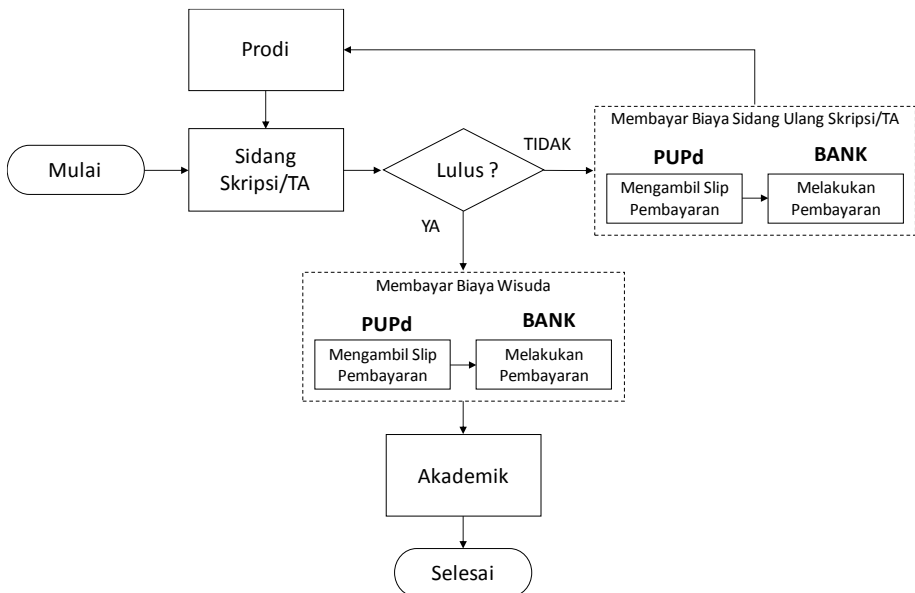 Prodi
Mulai
Sidang
Skripsi/TA
Lulus ?
TIDAK
YA
Membayar Biaya Sidang Ulang Skripsi/TA
PUPd
BANK
Mengambil Slip
Pembayaran
Melakukan
Pembayaran
Membayar Biaya Wisuda
PUPd
BANK
Mengambil Slip
Pembayaran
Melakukan
Pembayaran
Akademik
Selesai